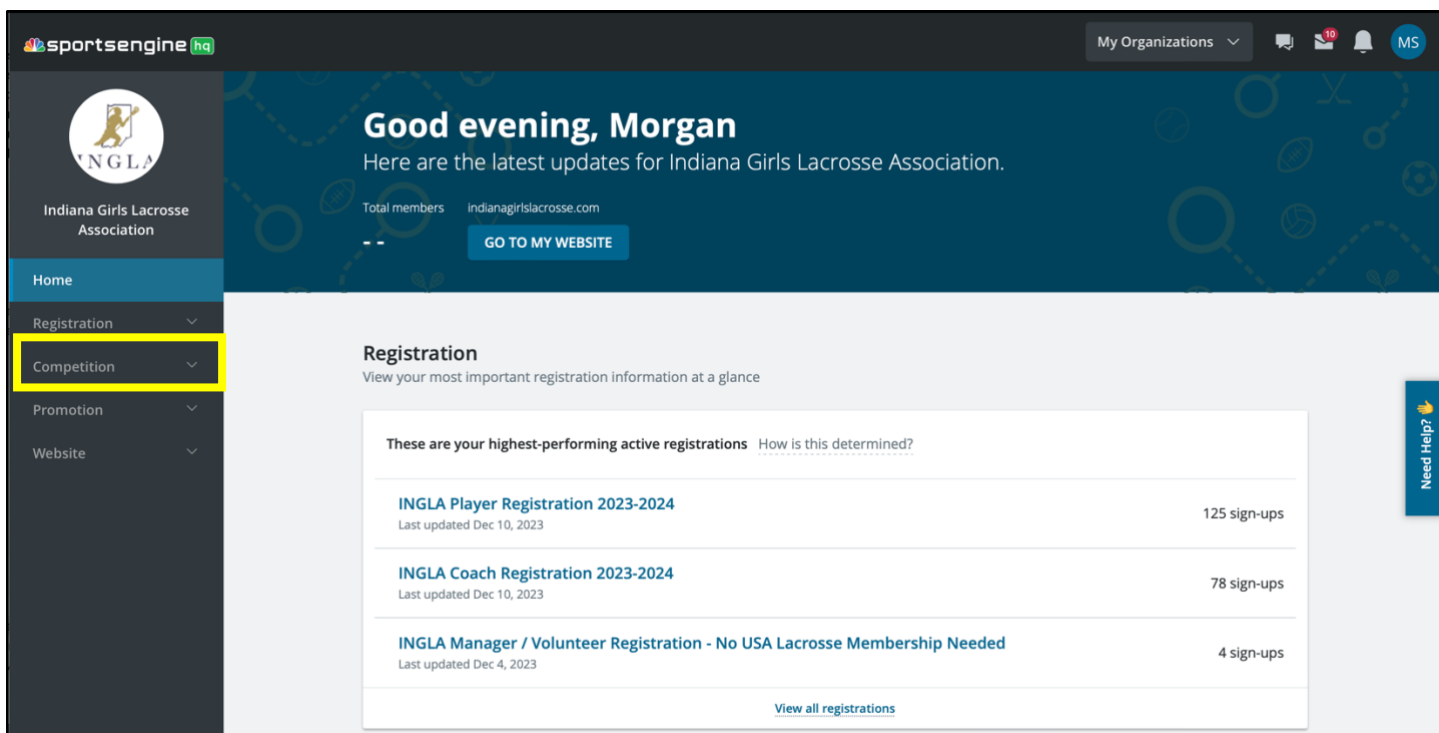 sportsengine hq
My Organizations
10
MS
INGLA
Indiana Girls Lacrosse
Association
Home
Registration
Competition
Promotion
Website
Good evening, Morgan
Here are the latest updates for Indiana Girls Lacrosse Association.
Total members
indianagirlslacrosse.com
- -
GO TO MY WEBSITE
Registration
View your most important registration information at a glance
These are your highest-performing active registrations How is this determined?
INGLA Player Registration 2023-2024
Last updated Dec 10, 2023
125 sign-ups
INGLA Coach Registration 2023-2024
Last updated Dec 10, 2023
78 sign-ups
INGLA Manager / Volunteer Registration - No USA Lacrosse Membership Needed
Last updated Dec 4, 2023
4 sign-ups
View all registrations
Need Help?